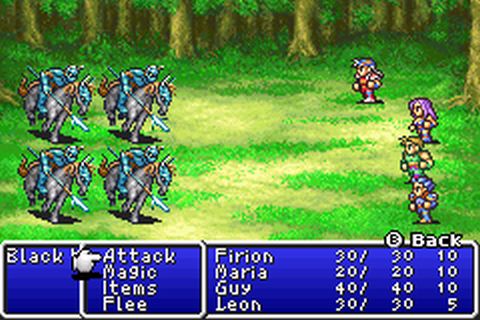 B Back
Black K Attack Firion 30/ 30 10
Magic Maria 20/ 20 10
Items Guy 40/ 40 10
Flee Leon 30/ 30 5